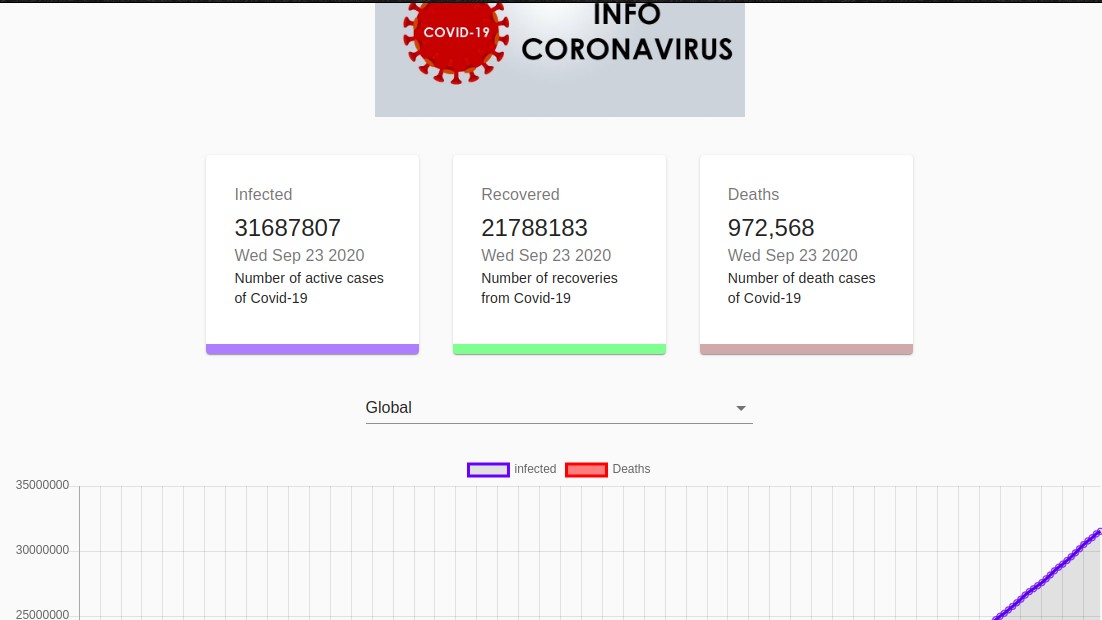 COVID-19
INFO
CORONAVIRUS
Infected
31687807
Wed Sep 23 2020
Number of active cases
of Covid-19
Recovered
21788183
Wed Sep 23 2020
Number of recoveries
from Covid-19
Deaths
972,568
Wed Sep 23 2020
Number of death cases
of Covid-19
Global
infected
Deaths
35000000
30000000
25000000